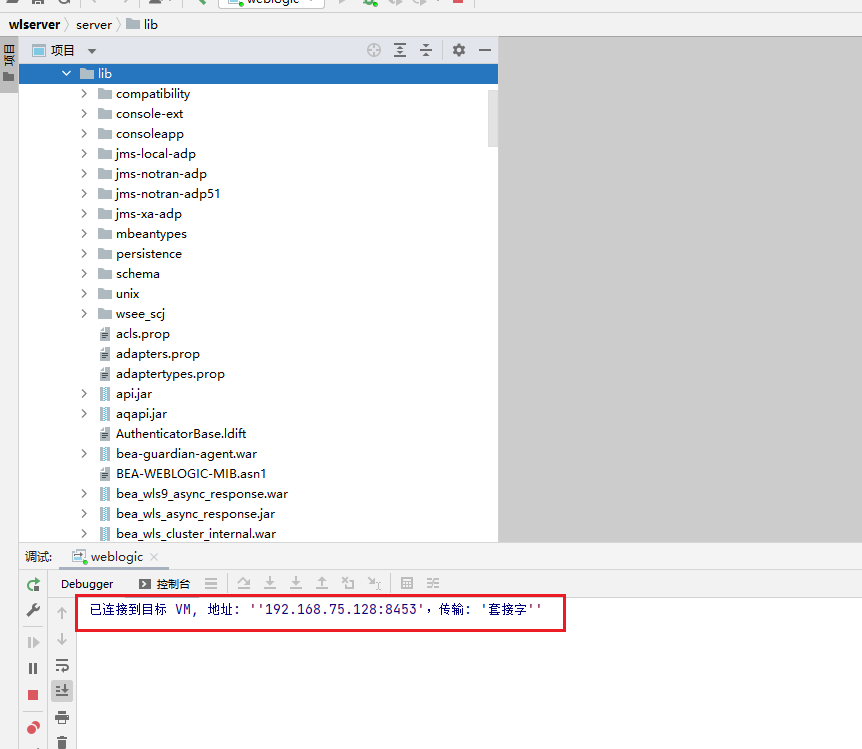 weblogic
wlserver server lib
项目
项目
lib
compatibility
console-ext
consoleapp
jms-local-adp
jms-notran-adp
jms-notran-adp51
jms-xa-adp
mbeantypes
persistence
schema
unix
wsee_scj
acls.prop
adapters.prop
adaptertypes.prop
api.jar
aqapi.jar
AuthenticatorBase.ldift
bea-guardian-agent.war
BEA-WEBLOGIC-MIB.asn1
bea_wls9_async_response.war
bea_wls_async_response.jar
bea_wls_cluster_internal.war
调试: weblogic
Debugger 控制台
已连接到目标 VM, 地址: ''192.168.75.128:8453', 传输: '套接字''